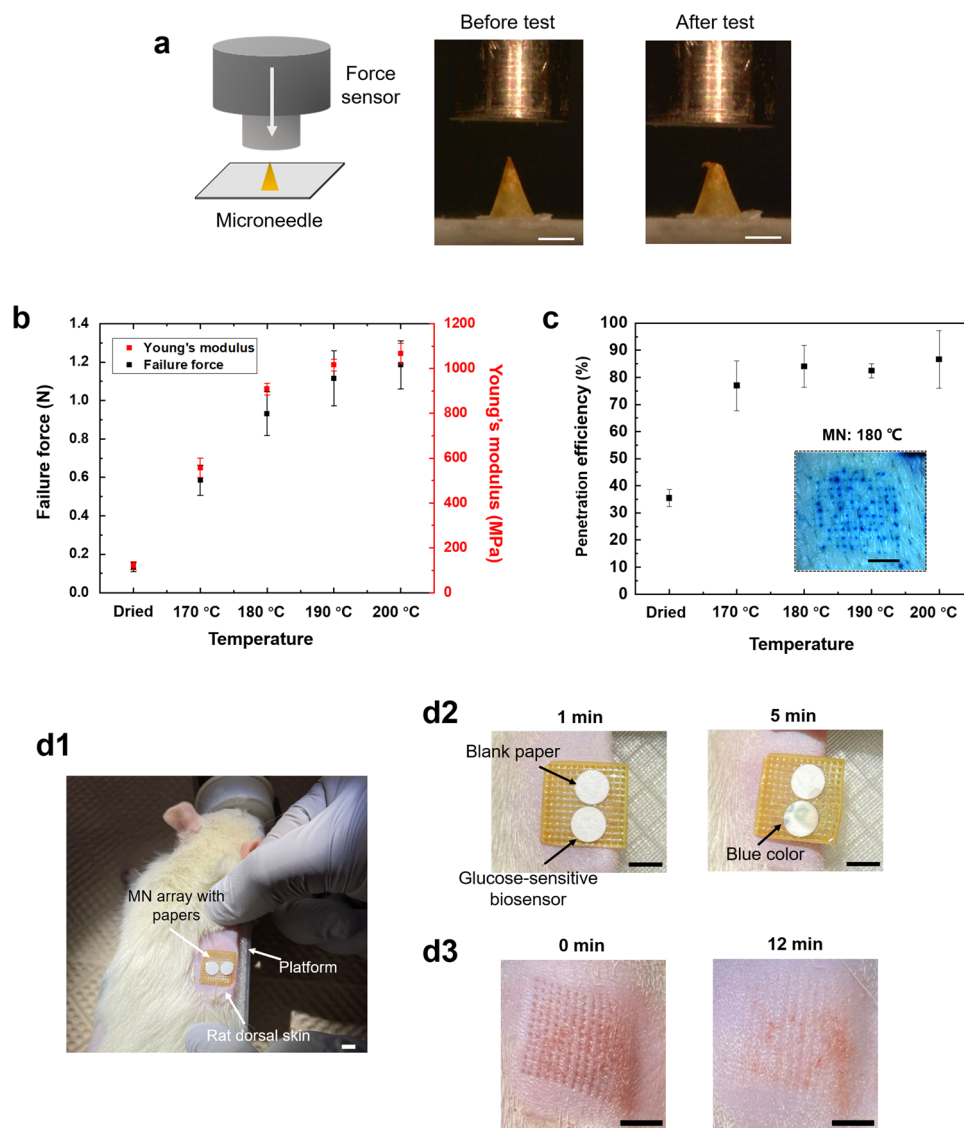 a
Before test
After test
Force
sensor
Microneedle
b
1.4
1.2
1.0
0.8
0.6
0.4
0.2
0.0
Failure force (N)
Young's modulus
Failure force
1200
1000
800
600
400
200
0
Young's modulus (MPa)
Dried
170 °C
180 °C
190 °C
200 °C
Temperature
c
100
90
80
70
60
50
40
30
20
10
0
Penetration efficiency (%)
MN: 180 ℃
Dried
170 °C
180 °C
190 °C
200 °C
Temperature
d1
MN array with
papers
Platform
Rat dorsal skin
d2
1 min
5 min
Blank paper
Glucose-sensitive
biosensor
Blue color
d3
0 min
12 min